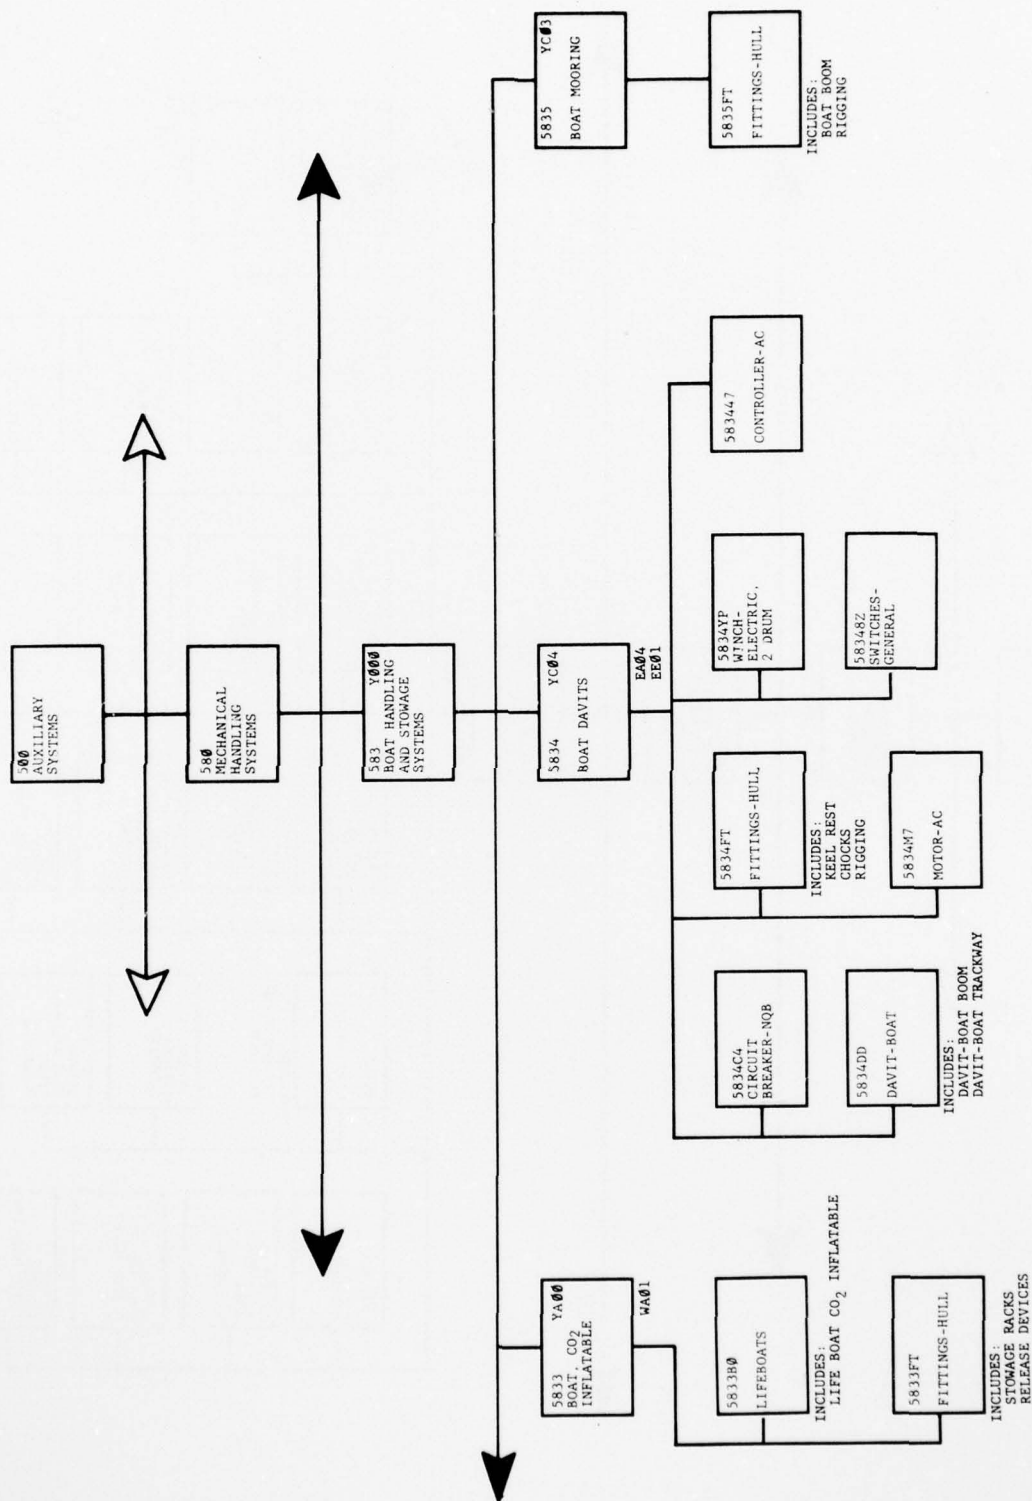 500
AUXILIARY
SYSTEMS
580
MECHANICAL
HANDLING
SYSTEMS
583 Y000
BOAT HANDLING
AND STOWAGE
SYSTEMS
5833 YA00
BOAT, CO2
INFLATABLE
WA01
5833B0
LIFEBOATS
INCLUDES:
LIFE BOAT CO2 INFLATABLE
5833FT
FITTINGS-HULL
INCLUDES:
STOWAGE RACKS
RELEASE DEVICES
5834 YC04
BOAT DAVITS
EA04
EE01
5834C4
CIRCUIT
BREAKER-NQB
5834DD
DAVIT-BOAT
INCLUDES:
DAVIT-BOAT BOOM
DAVIT-BOAT TRACKWAY
5834FT
FITTINGS-HULL
INCLUDES:
KEEL REST
CHOCKS
RIGGING
5834M7
MOTOR-AC
5834YP
WINCH-
ELECTRIC,
2 DRUM
58348Z
SWITCHES-
GENERAL
583447
CONTROLLER-AC
5835 YC03
BOAT MOORING
5835FT
FITTINGS-HULL
INCLUDES:
BOAT BOOM
RIGGING